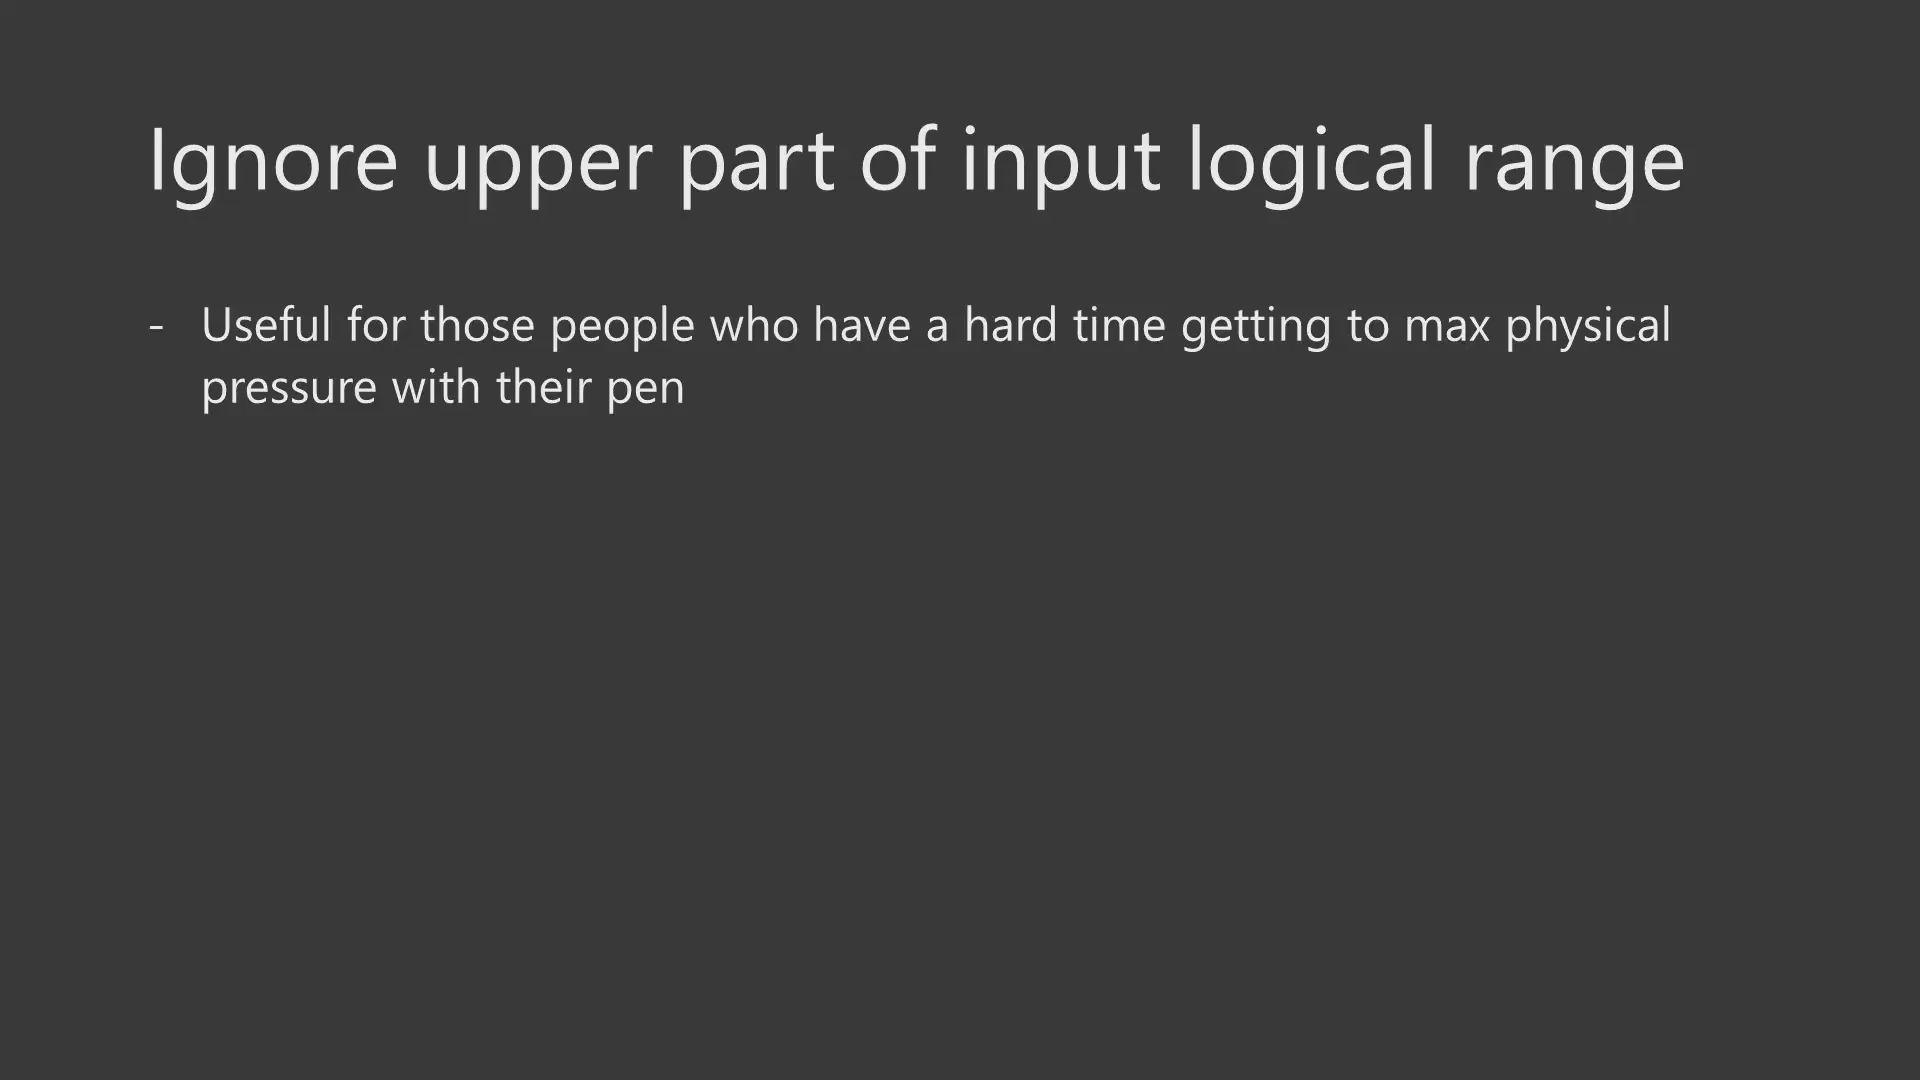 Ignore upper part of input logical range
- Useful for those people who have a hard time getting to max physical
pressure with their pen